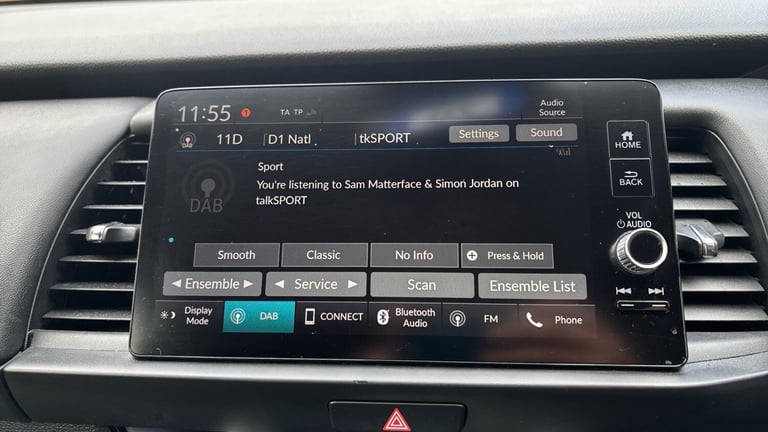 11:55 TA TP Audio
Source
DAB 11D D1 Natl tkSPORT Settings Sound
Sport
You're listening to Sam Matterface & Simon Jordan on
talkSPORT
DAB
Smooth Classic No Info Press & Hold
Ensemble Service Scan Ensemble List
Display
Mode DAB CONNECT Bluetooth
Audio FM Phone
HOME
BACK
VOL
AUDIO